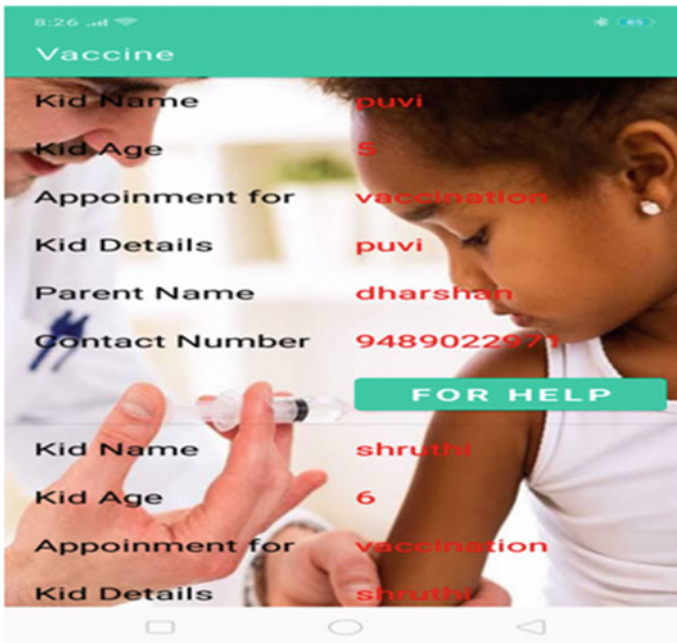 8:26
Vaccine
Kid Name puvi
Kid Age 5
Appoinment for vaccination
Kid Details puvi
Parent Name dharshan
Contact Number 9489022971
FOR HELP
Kid Name shruthi
Kid Age 6
Appoinment for vaccination
Kid Details shruthi